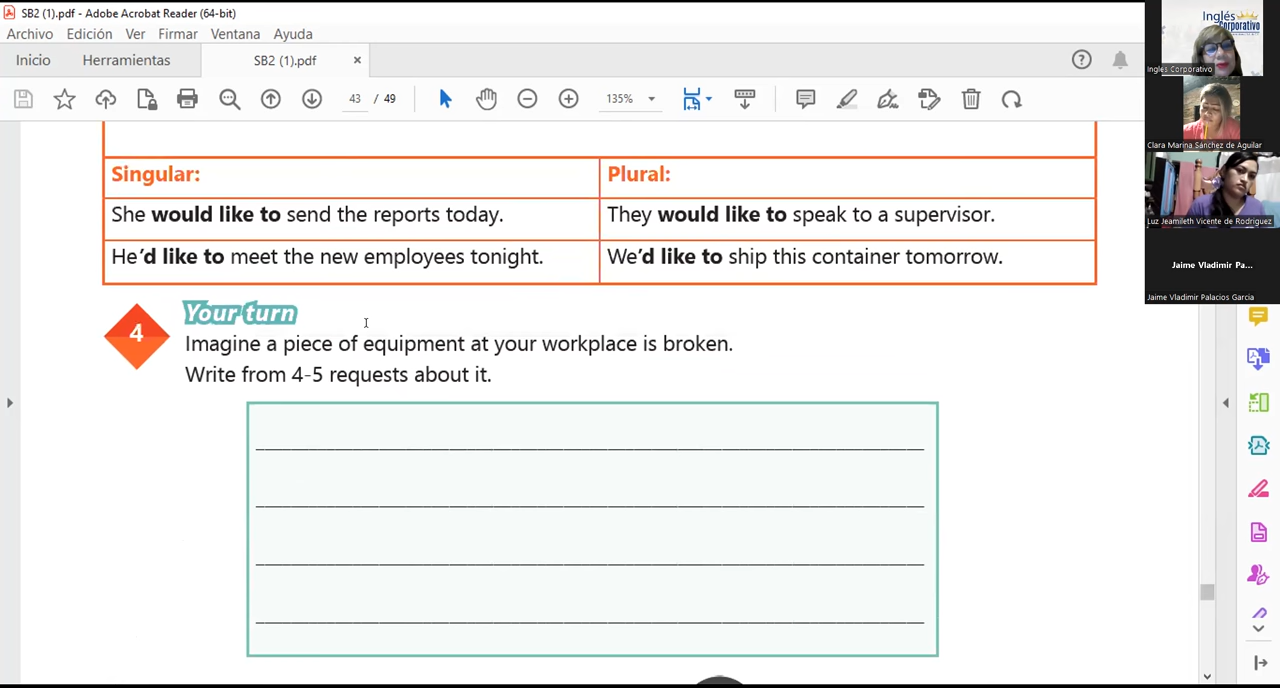 SB2 (1).pdf - Adobe Acrobat Reader (64-bit)
Archivo Edición Ver Firmar Ventana Ayuda
Inicio Herramientas SB2 (1).pdf ×
43 / 49 135%
Singular: Plural:
She would like to send the reports today. They would like to speak to a supervisor.
He'd like to meet the new employees tonight. We'd like to ship this container tomorrow.
4 Your turn
Imagine a piece of equipment at your workplace is broken.
Write from 4-5 requests about it.
Inglés
Corporativo
Inglés Corporativo
Clara Marina Sánchez de Aguilar
Luz Jeamileth Vicente de Rodriguez
Jaime Vladimir Pa...
Jaime Vladimir Palacios Garcia